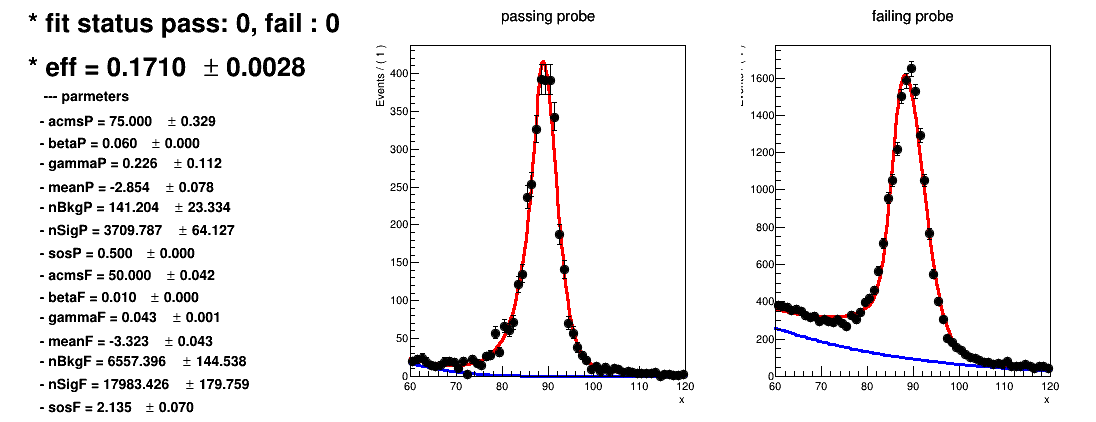 * fit status pass: 0, fail : 0
* eff = 0.1710 ± 0.0028
--- parmeters
- acmsP = 75.000 ± 0.329
- betaP = 0.060 ± 0.000
- gammaP = 0.226 ± 0.112
- meanP = -2.854 ± 0.078
- nBkgP = 141.204 ± 23.334
- nSigP = 3709.787 ± 64.127
- sosP = 0.500 ± 0.000
- acmsF = 50.000 ± 0.042
- betaF = 0.010 ± 0.000
- gammaF = 0.043 ± 0.001
- meanF = -3.323 ± 0.043
- nBkgF = 6557.396 ± 144.538
- nSigF = 17983.426 ± 179.759
- sosF = 2.135 ± 0.070
passing probe
Events / ( 1 )
400
350
300
250
200
150
100
50
0
60 70 80 90 100 110 120
x
failing probe
Events / ( 1 )
1600
1400
1200
1000
800
600
400
200
0
60 70 80 90 100 110 120
x